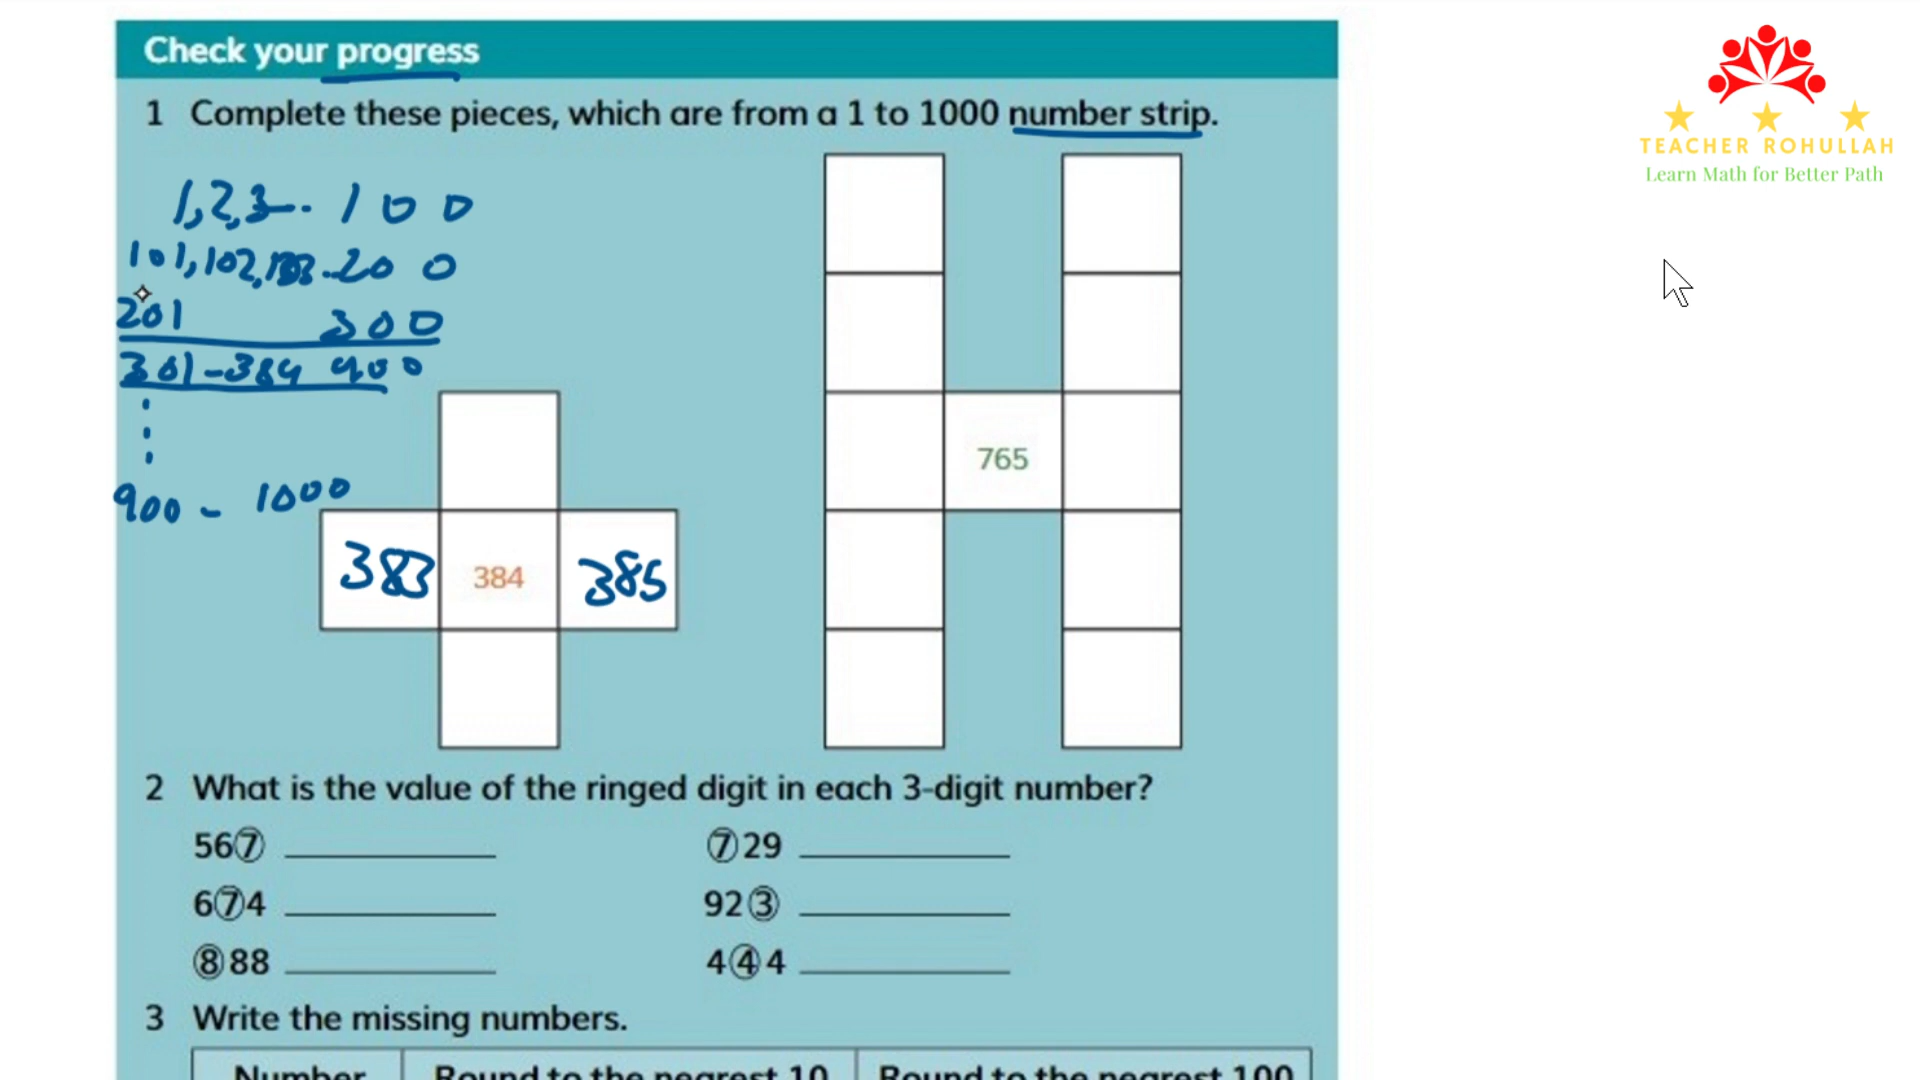 Check your progress
1 Complete these pieces, which are from a 1 to 1000 number strip.
1,2,3--. 100
101,102,103.-200
201 300
301-384 400
900 - 1000
765
383 384 385
2 What is the value of the ringed digit in each 3-digit number?
567 729
674 923
888 444
3 Write the missing numbers.
Number Round to the nearest 10 Round to the nearest 100
TEACHER ROHULLAH
Learn Math for Better Path